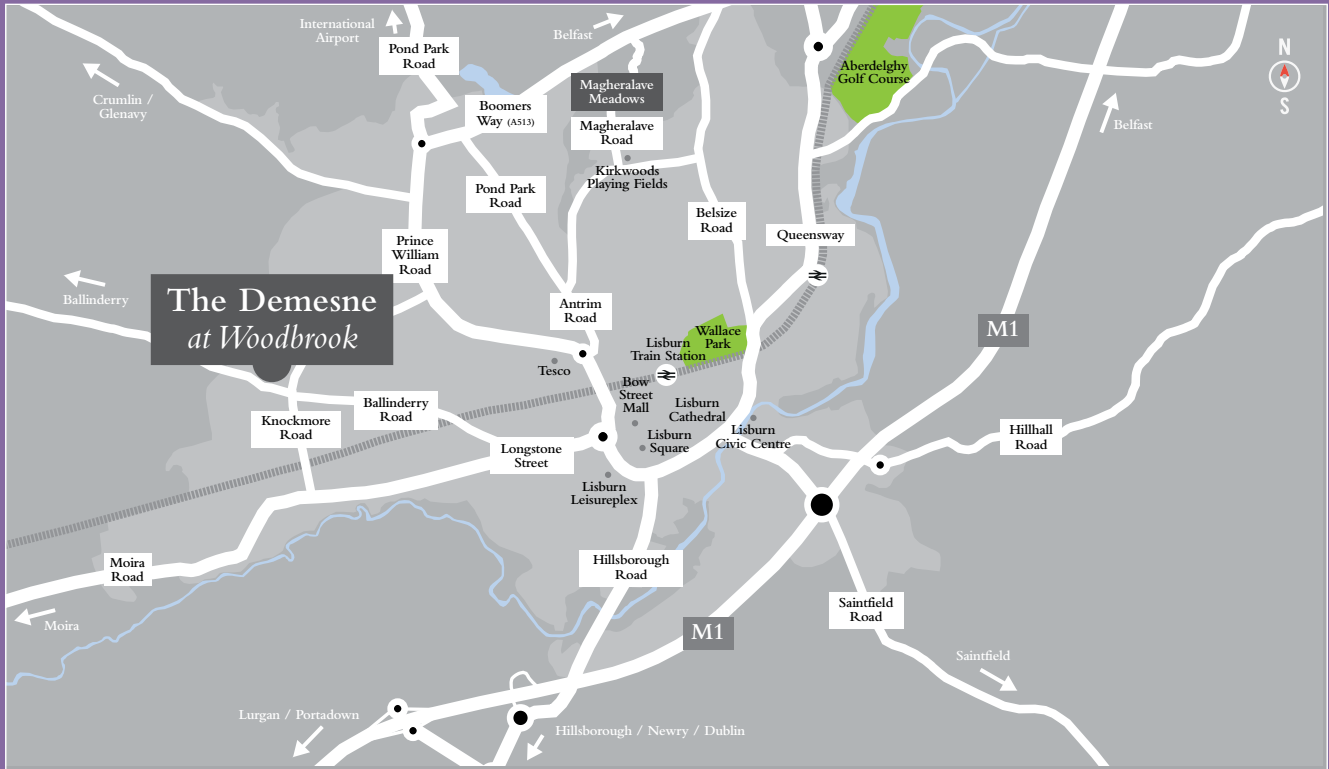 International
Airport
Belfast
Pond Park
Road
N
S
Aberdelghy
Golf Course
Crumlin /
Glenavy
Boomers
Way (A513)
Magheralave
Meadows
Magheralave
Road
Belfast
Kirkwoods
Playing Fields
Pond Park
Road
Belsize
Road
Queensway
Prince
William
Road
Ballinderry
The Demesne
at Woodbrook
Antrim
Road
Wallace
Park
M1
Lisburn
Train Station
Tesco
Bow
Street
Mall
Ballinderry
Road
Lisburn
Cathedral
Knockmore
Road
Lisburn
Square
Lisburn
Civic Centre
Hillhall
Road
Longstone
Street
Lisburn
Leisureplex
Moira
Road
Hillsborough
Road
Saintfield
Road
Moira
M1
Saintfield
Lurgan / Portadown
Hillsborough / Newry / Dublin